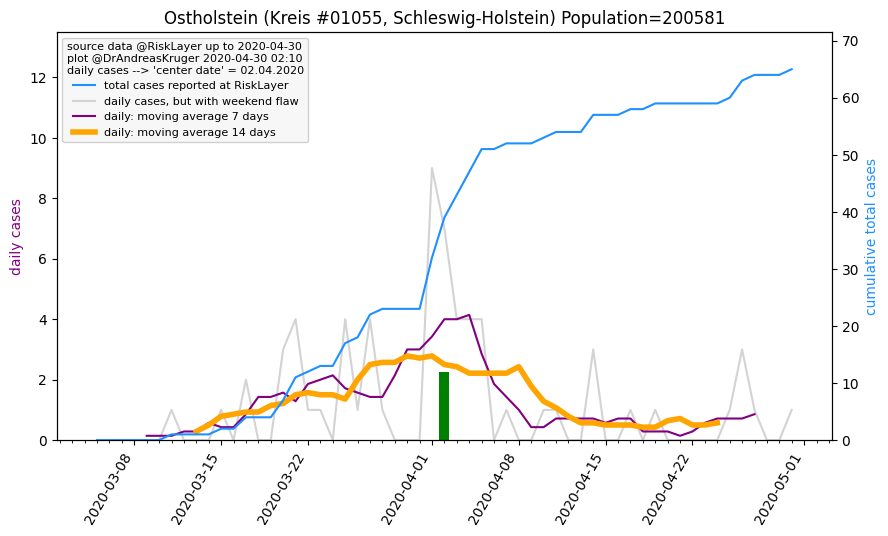 Ostholstein (Kreis #01055, Schleswig-Holstein) Population=200581
source data @RiskLayer up to 2020-04-30
plot @DrAndreasKruger 2020-04-30 02:10
daily cases --> 'center date' = 02.04.2020
total cases reported at RiskLayer
daily cases, but with weekend flaw
daily: moving average 7 days
daily: moving average 14 days
daily cases
12
10
8
6
4
2
0
cumulative total cases
70
60
50
40
30
20
10
0
2020-03-08
2020-03-15
2020-03-22
2020-04-01
2020-04-08
2020-04-15
2020-04-22
2020-05-01